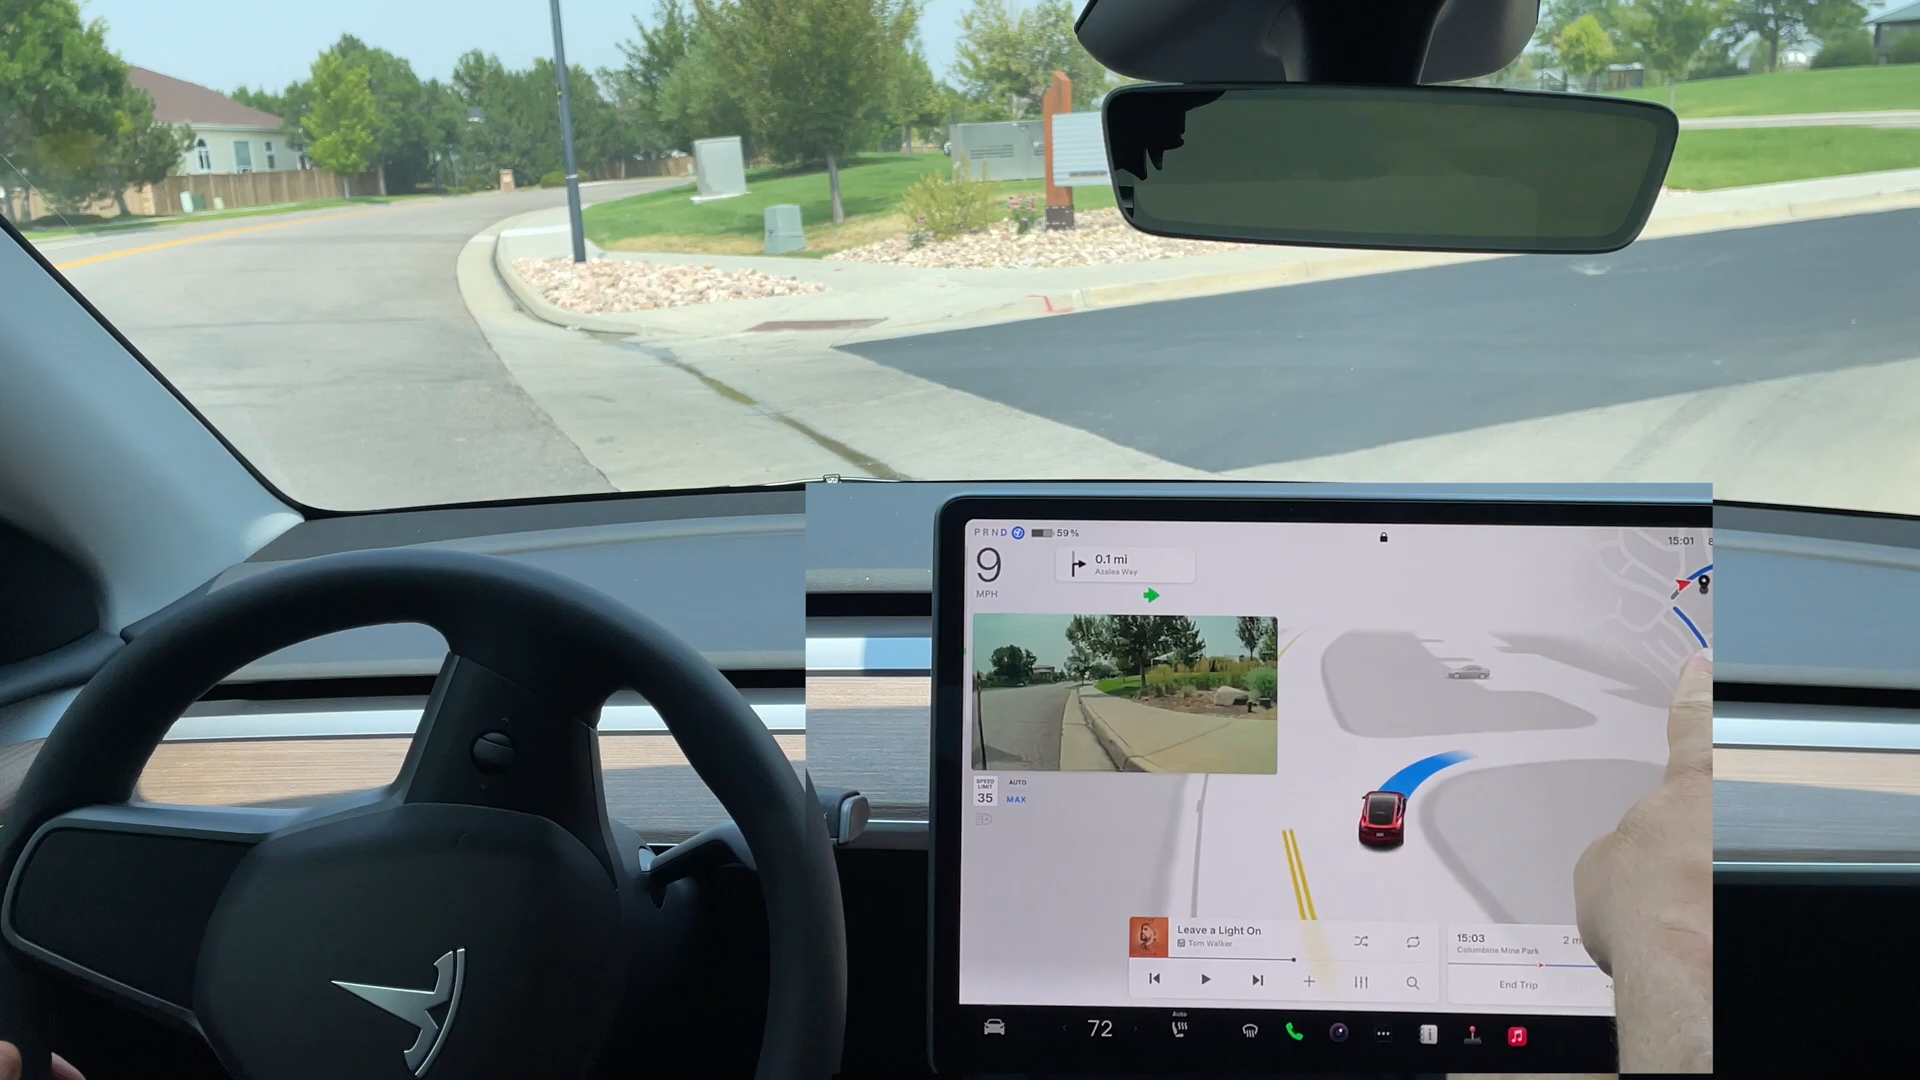 PRND 59%
15:01
9
MPH
0.1 mi
Azalea Way
SPEED LIMIT
35
AUTO
MAX
Leave a Light On
Tom Walker
15:03
Columbine Mine Park
End Trip
Auto
72